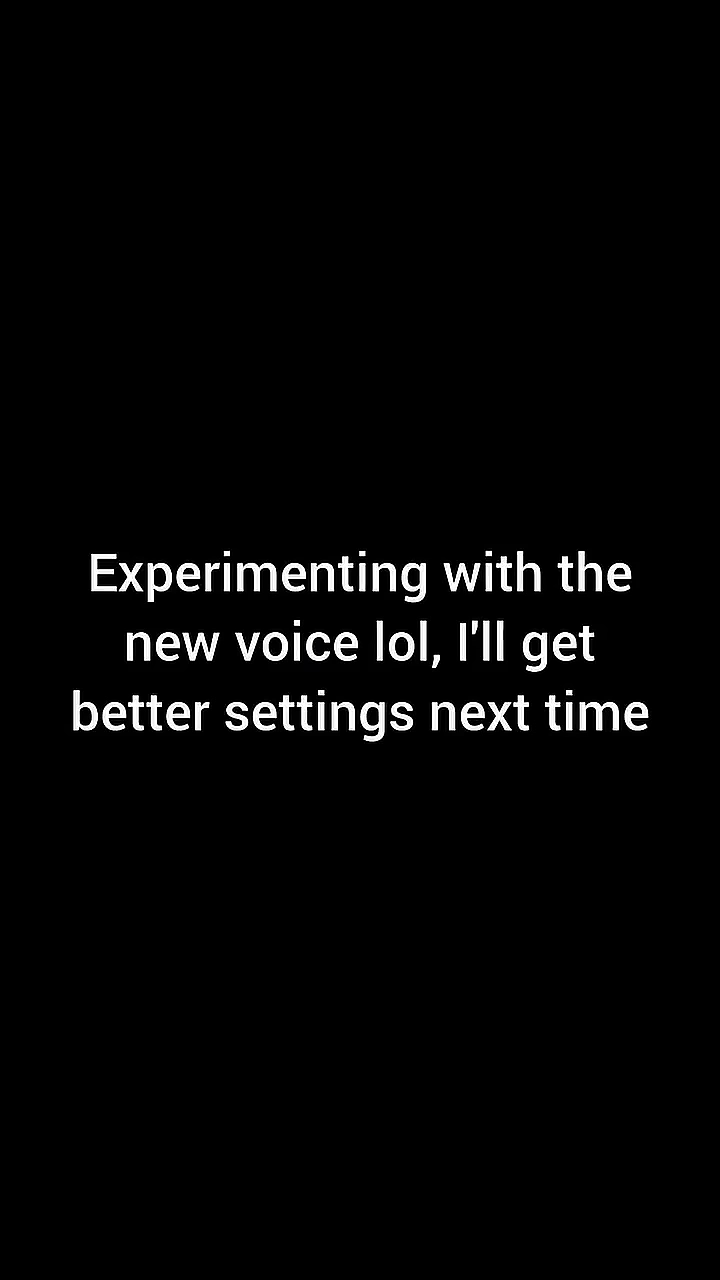 Experimenting with the
new voice lol, I'll get
better settings next time